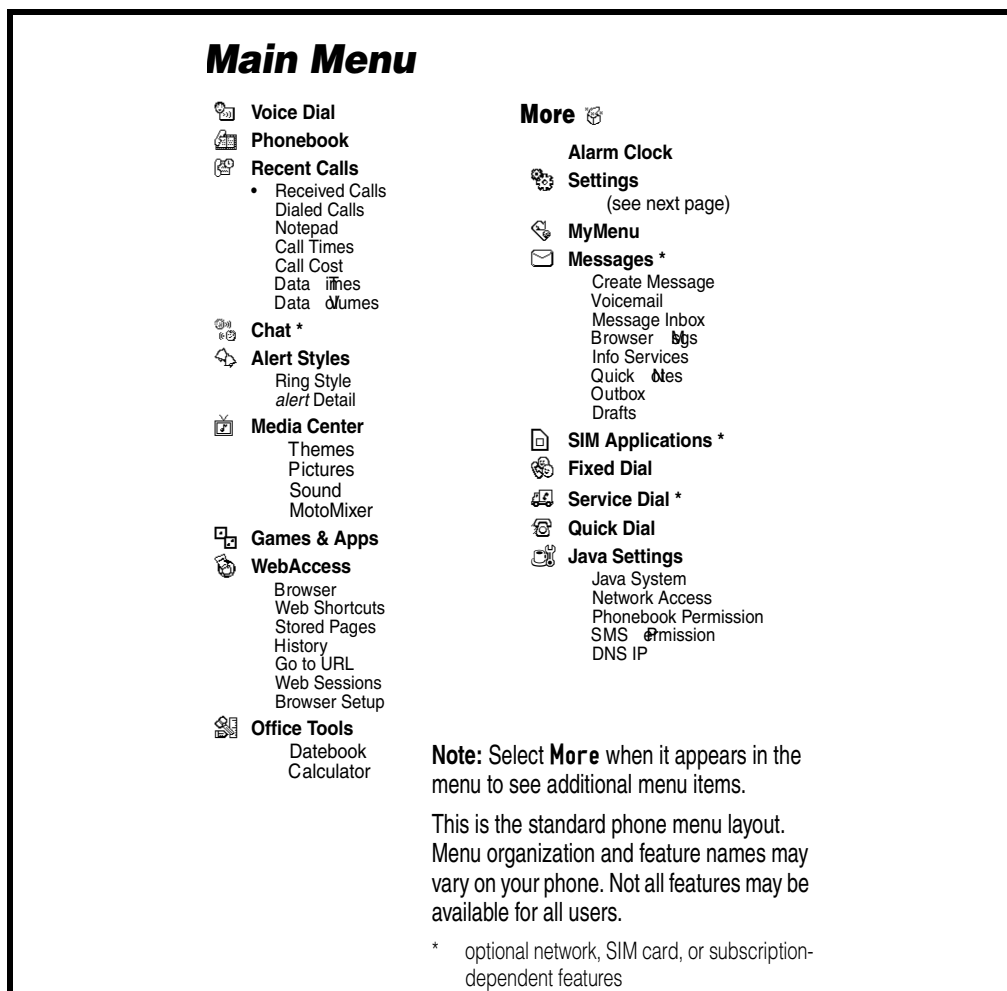 Main Menu
Voice Dial
Phonebook
Recent Calls
• Received Calls
Dialed Calls
Notepad
Call Times
Call Cost
Data Times
Data Volumes
Chat *
Alert Styles
Ring Style
alert Detail
Media Center
Themes
Pictures
Sound
MotoMixer
Games & Apps
WebAccess
Browser
Web Shortcuts
Stored Pages
History
Go to URL
Web Sessions
Browser Setup
Office Tools
Datebook
Calculator
More
Alarm Clock
Settings
(see next page)
MyMenu
Messages *
Create Message
Voicemail
Message Inbox
Browser Msgs
Info Services
Quick Notes
Outbox
Drafts
SIM Applications *
Fixed Dial
Service Dial *
Quick Dial
Java Settings
Java System
Network Access
Phonebook Permission
SMS Permission
DNS IP
Note: Select More when it appears in the
menu to see additional menu items.
This is the standard phone menu layout.
Menu organization and feature names may
vary on your phone. Not all features may be
available for all users.
* optional network, SIM card, or subscription-
dependent features